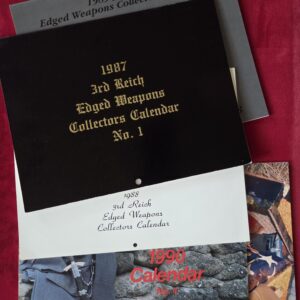 Edged Weapons Collec
1987
3rd Reich
Edged Weapons
Collectors Calendar
No. 1
1988
3rd Reich
Edged Weapons
Collectors Calendar
1990
Calendar